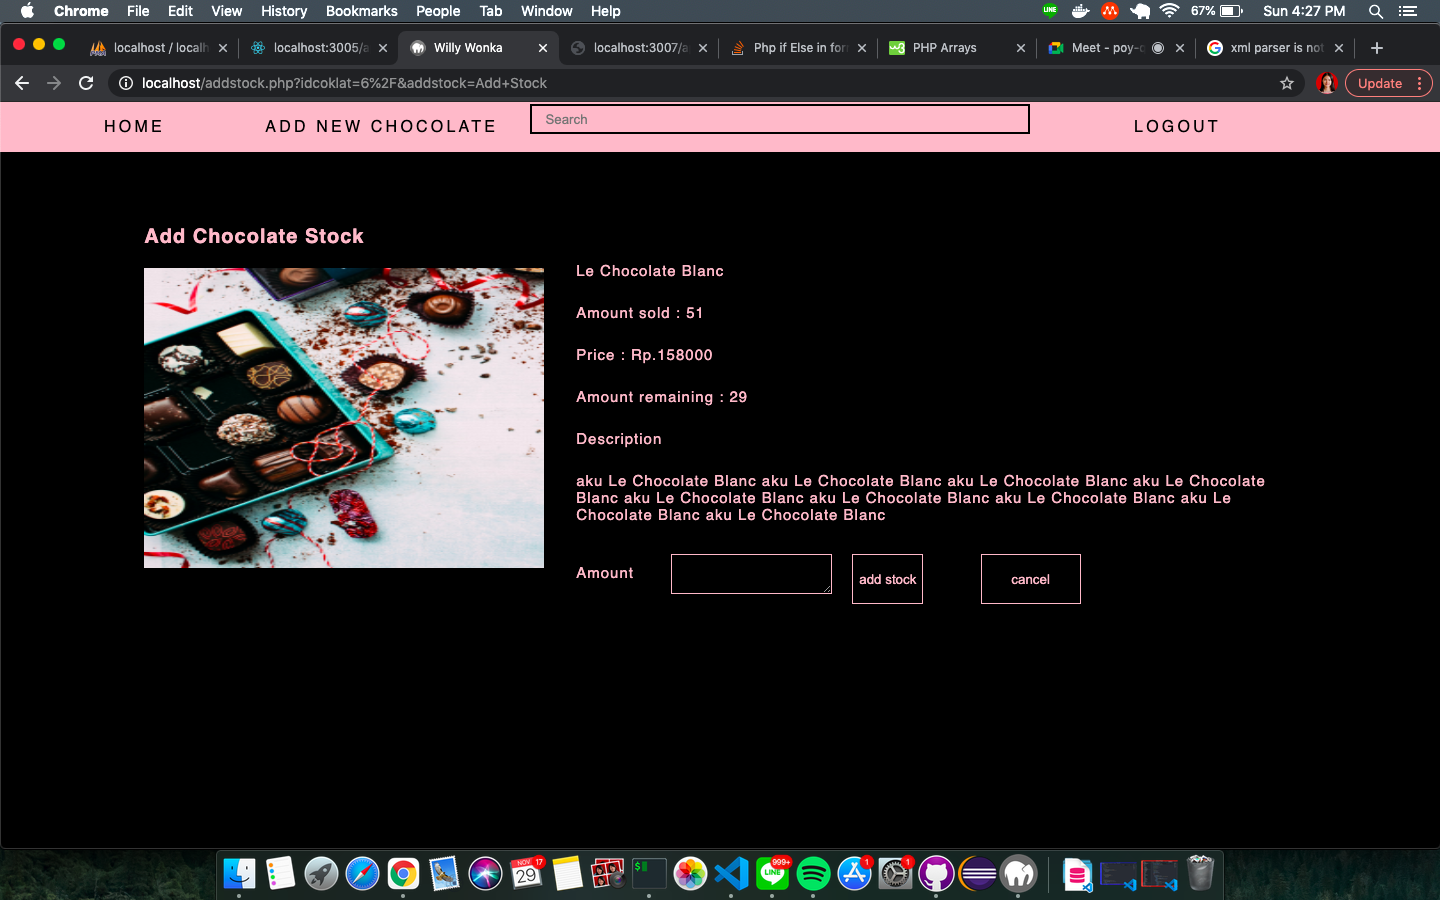 Chrome File Edit View History Bookmarks People Tab Window Help LINE 67% Sun 4:27 PM
localhost / localh localhost:3005/a Willy Wonka localhost:3007/a Php if Else in for PHP Arrays Meet - poy-c xml parser is not
localhost/addstock.php?idcoklat=6%2F&addstock=Add+Stock Update
HOME ADD NEW CHOCOLATE Search LOGOUT
Add Chocolate Stock
Le Chocolate Blanc
Amount sold : 51
Price : Rp.158000
Amount remaining : 29
Description
aku Le Chocolate Blanc aku Le Chocolate Blanc aku Le Chocolate Blanc aku Le Chocolate
Blanc aku Le Chocolate Blanc aku Le Chocolate Blanc aku Le Chocolate Blanc aku Le
Chocolate Blanc aku Le Chocolate Blanc
Amount add stock cancel
NOV 17 29 $ LINE 999+ 1 1